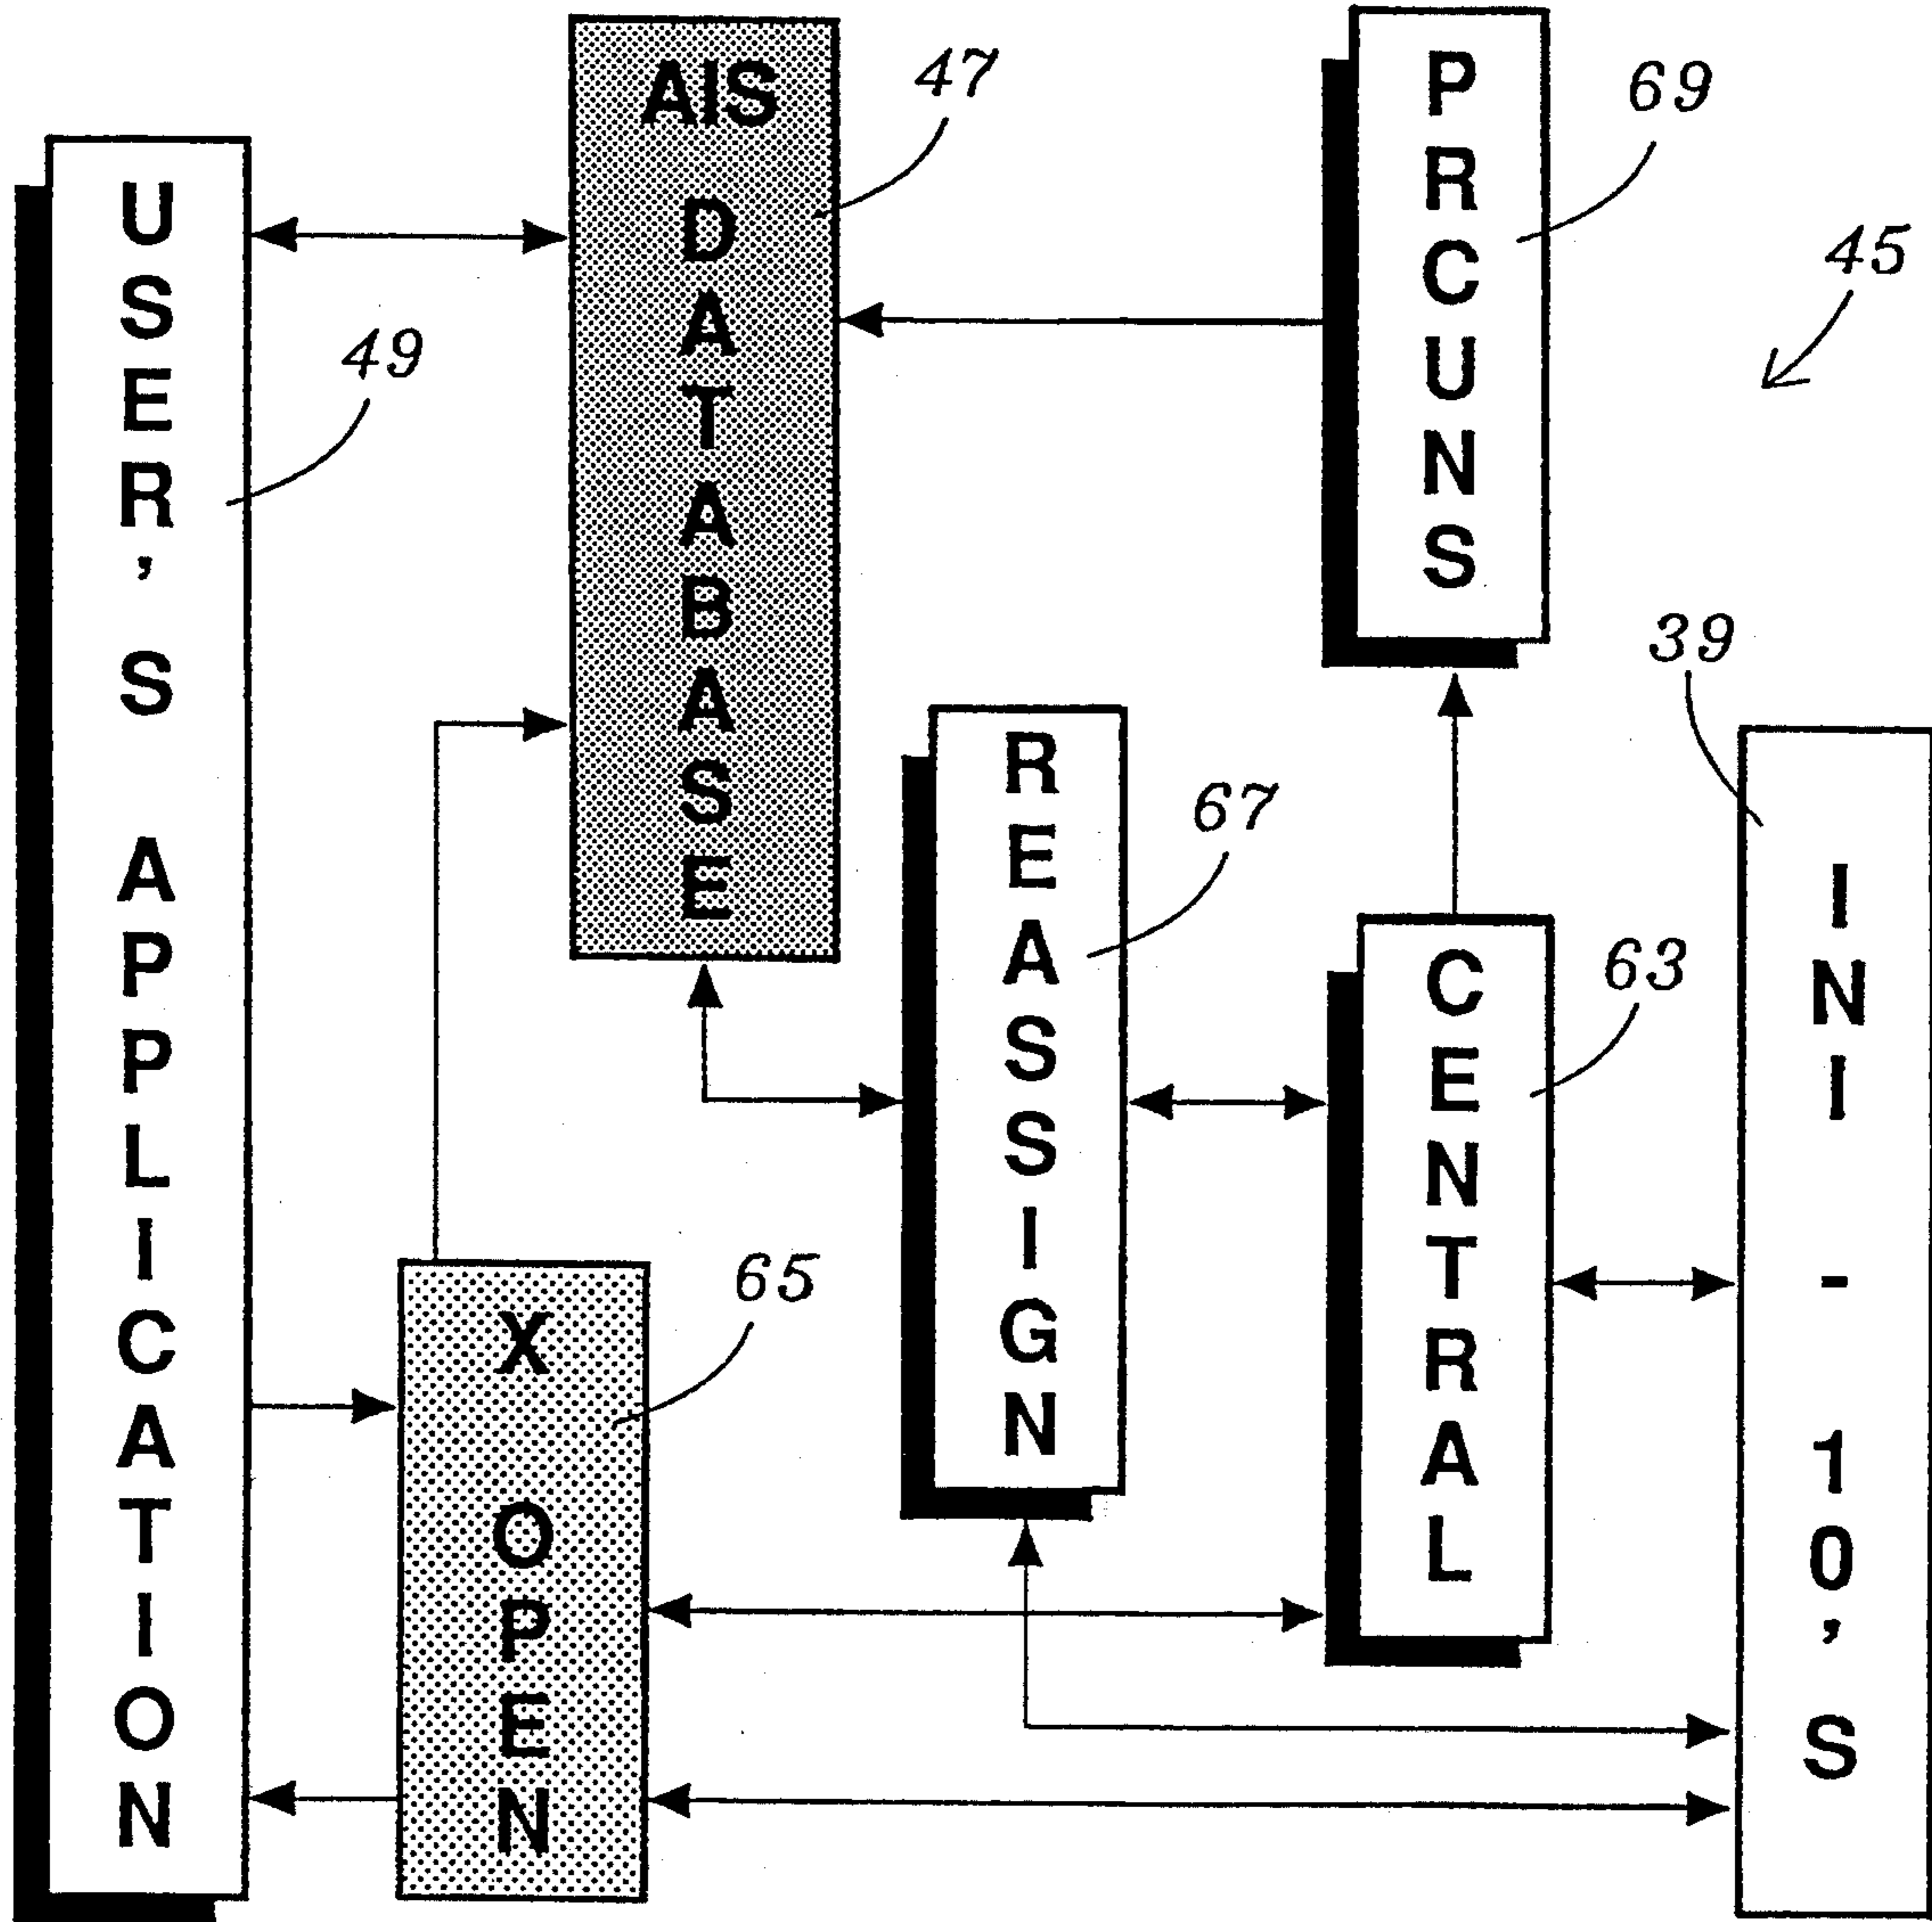 USER'S APPLICATION
49
AIS DATABASE
47
PRCUNS
69
45
REASSIGN
67
CENTRAL
63
INI-10'S
39
X OPEN
65